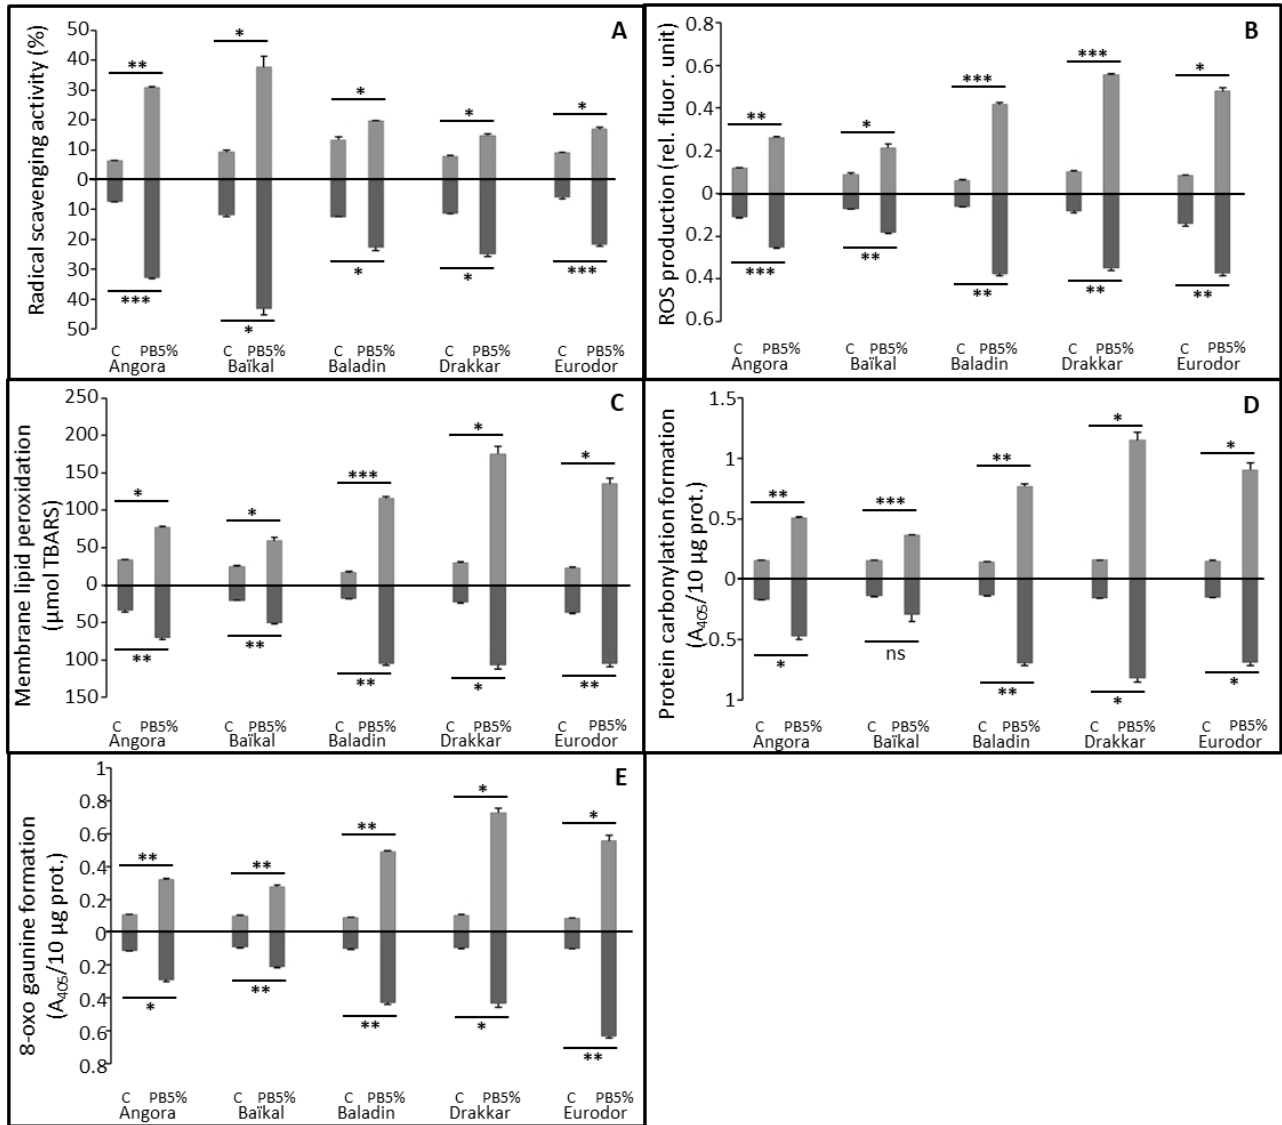 A
Radical scavenging activity (%)
50
40
30
20
10
0
10
20
30
40
50
** * * * *
*** * * * ***
C PB5% C PB5% C PB5% C PB5% C PB5%
Angora Baïkal Baladin Drakkar Eurodor
B
ROS production (rel. fluor. unit)
0.8
0.6
0.4
0.2
0
0.2
0.4
0.6
** * *** *** *
*** ** ** ** **
C PB5% C PB5% C PB5% C PB5% C PB5%
Angora Baïkal Baladin Drakkar Eurodor
C
Membrane lipid peroxidation
(µmol TBARS)
250
200
150
100
50
0
50
100
150
* * *** * *
** ** ** * **
C PB5% C PB5% C PB5% C PB5% C PB5%
Angora Baïkal Baladin Drakkar Eurodor
D
Protein carbonylation formation
(A405/10 µg prot.)
1.5
1
0.5
0
0.5
1
** *** ** * *
* ns ** * *
C PB5% C PB5% C PB5% C PB5% C PB5%
Angora Baïkal Baladin Drakkar Eurodor
E
8-oxo gaunine formation
(A405/10 µg prot.)
1
0.8
0.6
0.4
0.2
0
0.2
0.4
0.6
0.8
** ** ** * *
* ** ** * **
C PB5% C PB5% C PB5% C PB5% C PB5%
Angora Baïkal Baladin Drakkar Eurodor